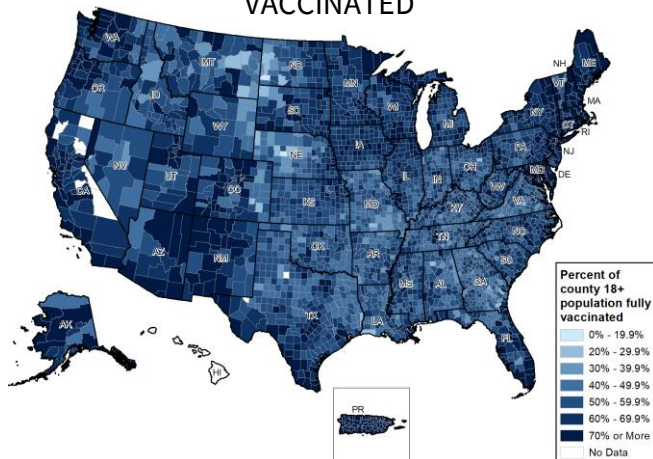 VACCINATED
WA
MT
ND
MN
OR
ID
WY
SD
WI
MI
NH
VT
ME
NY
MA
CT
RI
NV
UT
CO
NE
IA
IL
IN
OH
PA
NJ
DE
MD
CA
KS
MO
KY
WV
VA
AZ
NM
OK
AR
TN
NC
SC
TX
LA
MS
AL
GA
FL
AK
HI
PR
Percent of
county 18+
population fully
vaccinated
0% - 19.9%
20% - 29.9%
30% - 39.9%
40% - 49.9%
50% - 59.9%
60% - 69.9%
70% or More
No Data